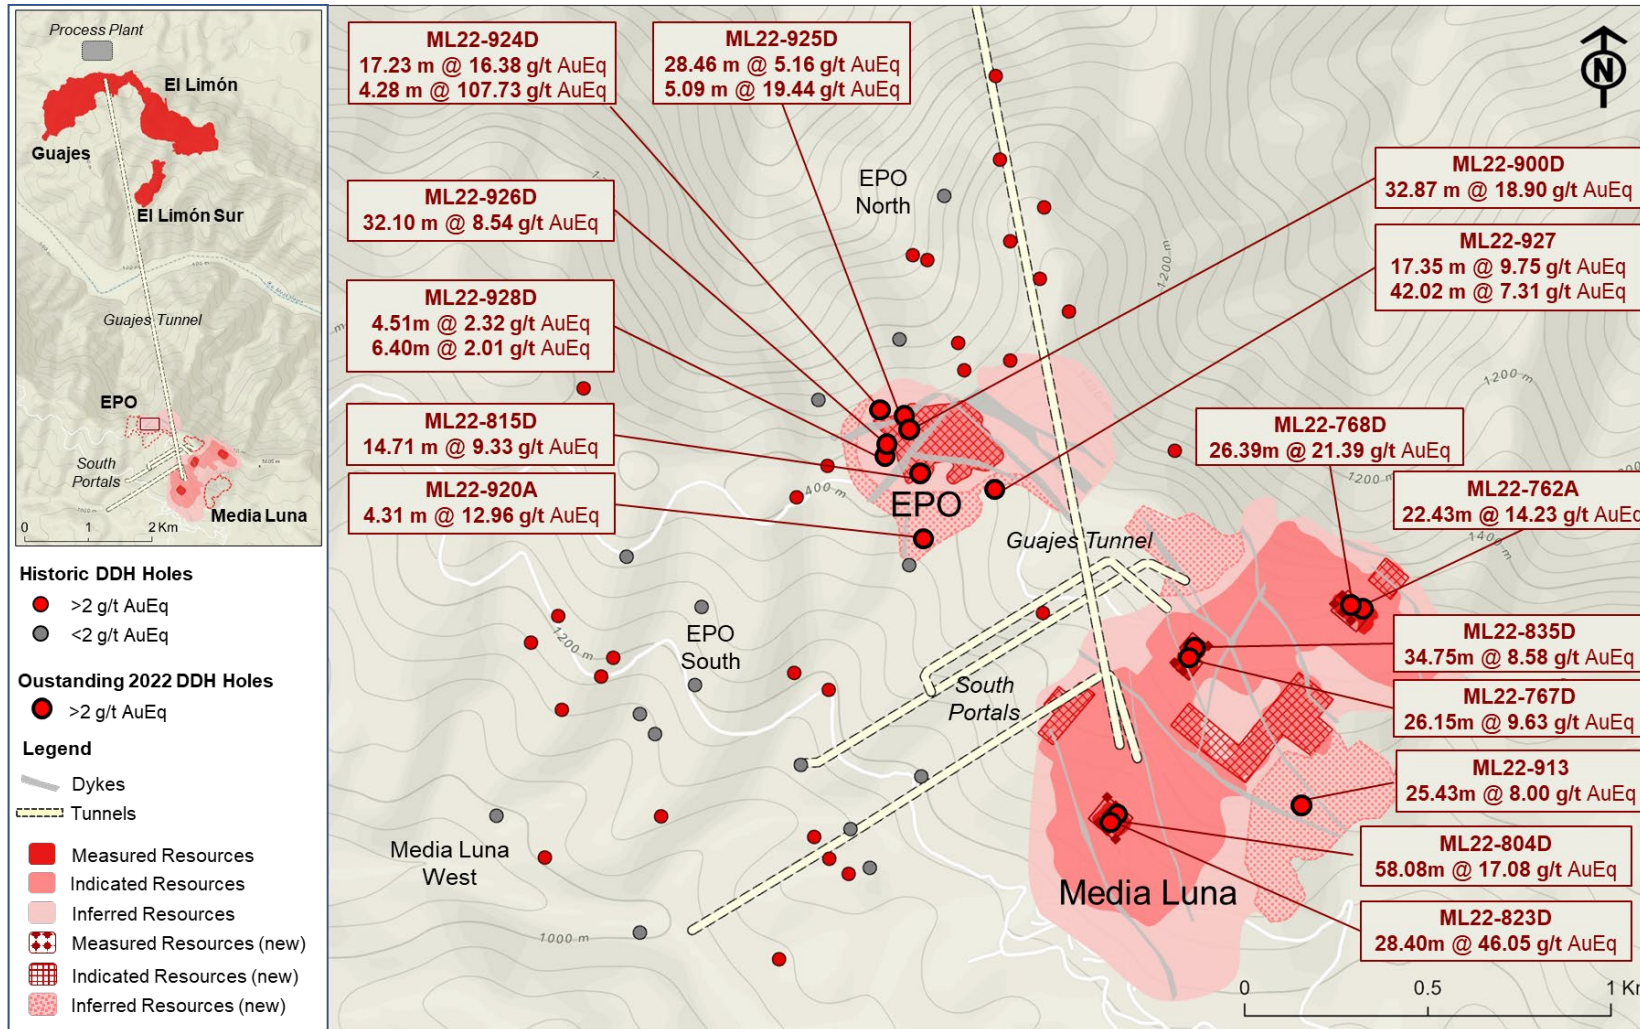 Process Plant
El Limón
Guajes
El Limón Sur
Guajes Tunnel
EPO
South
Portals
Media Luna
0 1 2 Km
Historic DDH Holes
>2 g/t AuEq
<2 g/t AuEq
Oustanding 2022 DDH Holes
>2 g/t AuEq
Legend
Dykes
Tunnels
Measured Resources
Indicated Resources
Inferred Resources
Measured Resources (new)
Indicated Resources (new)
Inferred Resources (new)
ML22-924D
17.23 m @ 16.38 g/t AuEq
4.28 m @ 107.73 g/t AuEq
ML22-925D
28.46 m @ 5.16 g/t AuEq
5.09 m @ 19.44 g/t AuEq
N
ML22-900D
32.87 m @ 18.90 g/t AuEq
ML22-926D
32.10 m @ 8.54 g/t AuEq
EPO
North
ML22-927
17.35 m @ 9.75 g/t AuEq
42.02 m @ 7.31 g/t AuEq
1200 m
ML22-928D
4.51m @ 2.32 g/t AuEq
6.40m @ 2.01 g/t AuEq
1200 m
ML22-815D
14.71 m @ 9.33 g/t AuEq
ML22-768D
26.39m @ 21.39 g/t AuEq
1200 m
ML22-920A
4.31 m @ 12.96 g/t AuEq
400 m
EPO
ML22-762A
22.43m @ 14.23 g/t AuEq
1400 m
Guajes Tunnel
1200 m
EPO
South
ML22-835D
34.75m @ 8.58 g/t AuEq
South
Portals
ML22-767D
26.15m @ 9.63 g/t AuEq
ML22-913
25.43m @ 8.00 g/t AuEq
Media Luna
West
ML22-804D
58.08m @ 17.08 g/t AuEq
Media Luna
ML22-823D
28.40m @ 46.05 g/t AuEq
1000 m
0 0.5 1 Km